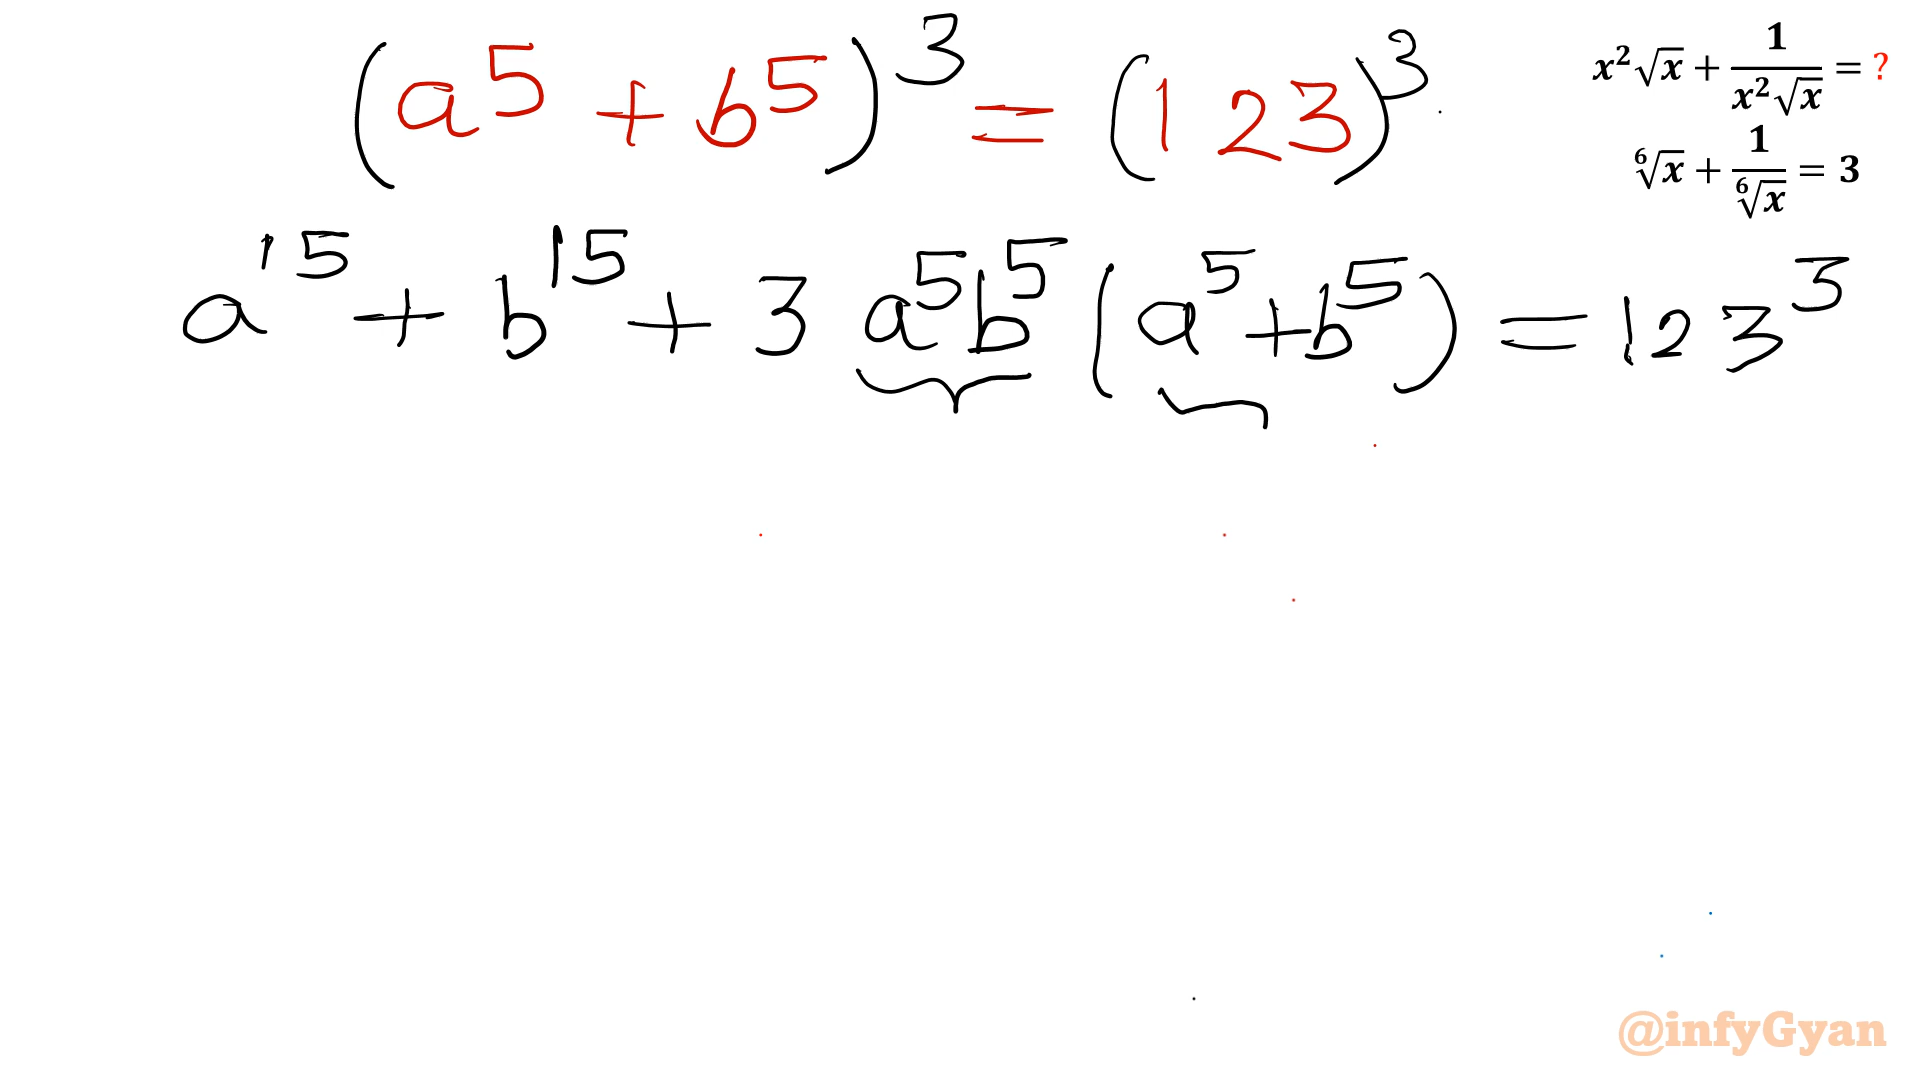 (a⁵ + b⁵)³ = (123)³
x²√x + 1/(x²√x) = ?
⁶√x + 1/⁶√x = 3
a¹⁵ + b¹⁵ + 3 a⁵b⁵ (a⁵ + b⁵) = 123³
@infyGyan